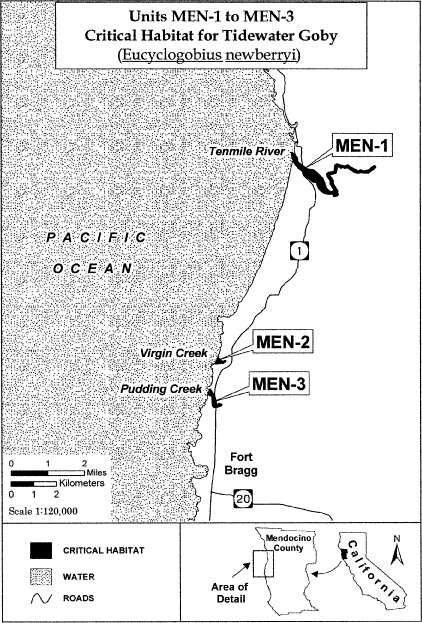 Units MEN-1 to MEN-3
Critical Habitat for Tidewater Goby
(Eucyclogobius newberryi)
Tenmile River
MEN-1
PACIFIC
OCEAN
1
Virgin Creek
MEN-2
Pudding Creek
MEN-3
Fort
Bragg
0 1 2
Miles
Kilometers
0 1 2
Scale 1:120,000
20
CRITICAL HABITAT
WATER
ROADS
Mendocino
County
Area of
Detail
California
N